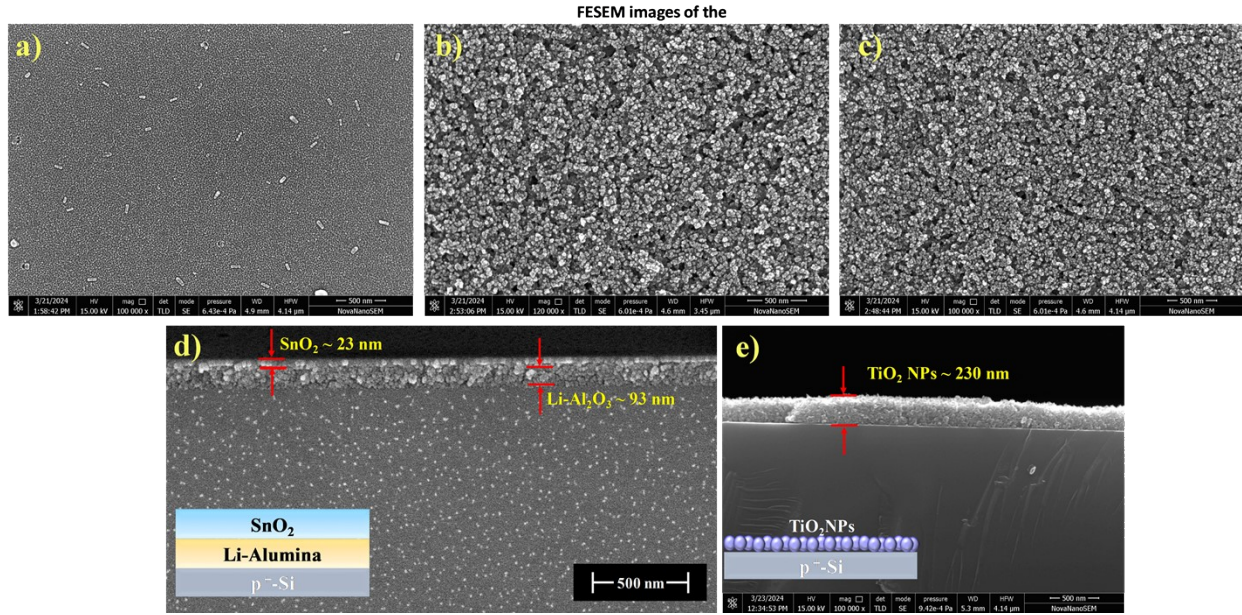 FESEM images of the
a)
3/21/2024 HV mag □ det mode pressure WD HFW 500 nm
1:58:42 PM 15.00 kV 100 000 x TLD SE 6.43e-4 Pa 4.9 mm 4.14 µm NovaNanoSEM
b)
3/21/2024 HV mag □ det mode pressure WD HFW 500 nm
2:53:06 PM 15.00 kV 120 000 x TLD SE 6.01e-4 Pa 4.6 mm 3.45 µm NovaNanoSEM
c)
3/21/2024 HV mag □ det mode pressure WD HFW 500 nm
2:48:44 PM 15.00 kV 100 000 x TLD SE 6.01e-4 Pa 4.6 mm 4.14 µm NovaNanoSEM
d)
SnO₂ ~ 23 nm
Li-Al₂O₃ ~ 93 nm
SnO₂
Li-Alumina
p⁻-Si
500 nm
e)
TiO₂ NPs ~ 230 nm
TiO₂NPs
p⁻-Si
3/23/2024 HV mag □ det mode pressure WD HFW 500 nm
12:34:53 PM 15.00 kV 100 000 x TLD SE 9.42e-4 Pa 5.3 mm 4.14 µm NovaNanoSEM